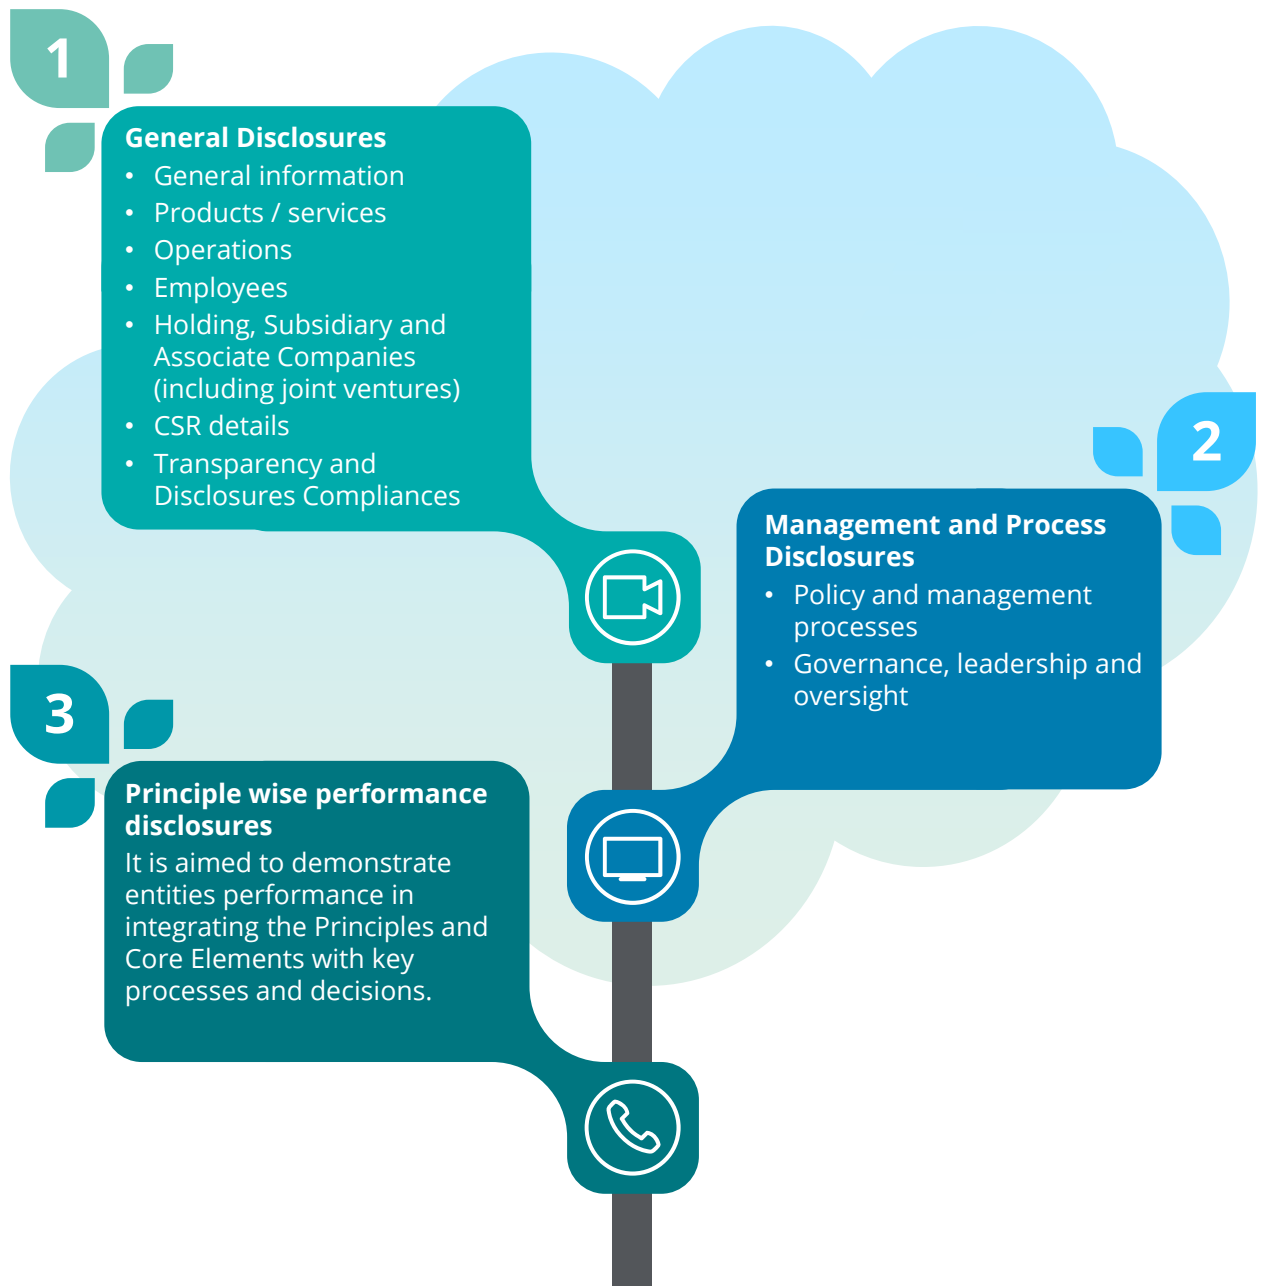 1
General Disclosures
• General information
• Products / services
• Operations
• Employees
• Holding, Subsidiary and
Associate Companies
(including joint ventures)
• CSR details
• Transparency and
Disclosures Compliances
2
Management and Process
Disclosures
• Policy and management
processes
• Governance, leadership and
oversight
3
Principle wise performance
disclosures
It is aimed to demonstrate
entities performance in
integrating the Principles and
Core Elements with key
processes and decisions.